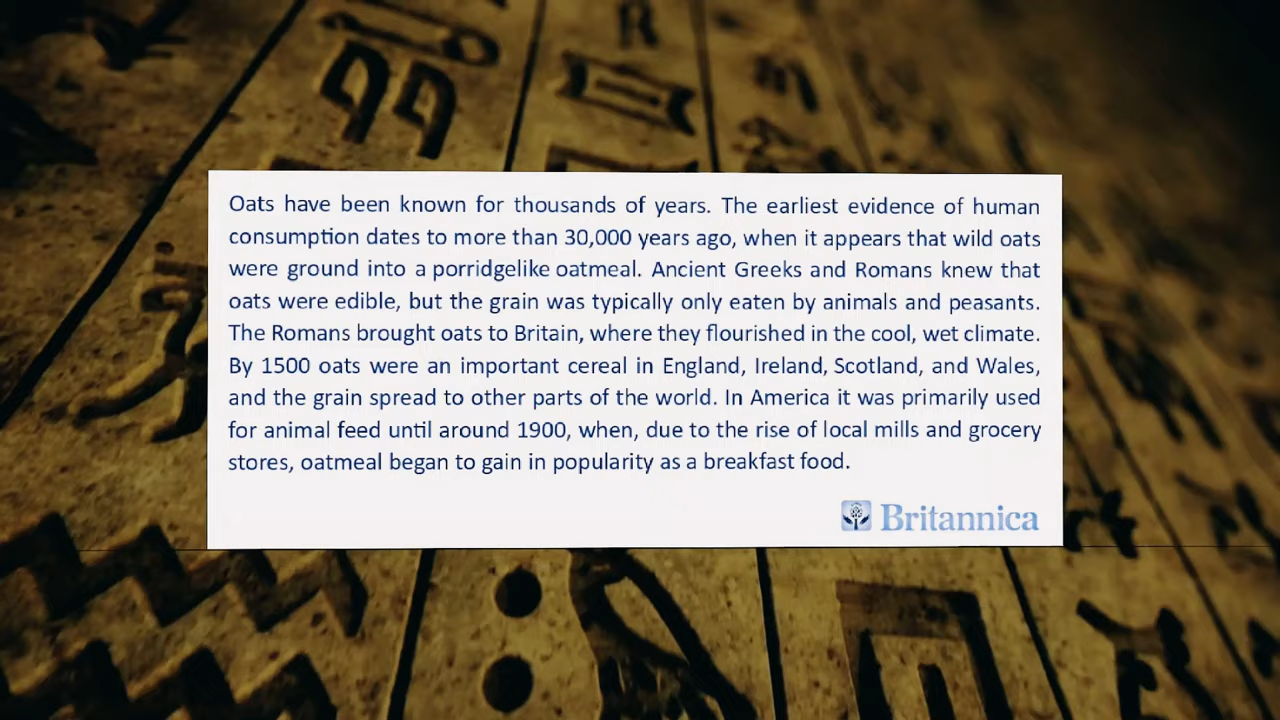 Oats have been known for thousands of years. The earliest evidence of human
consumption dates to more than 30,000 years ago, when it appears that wild oats
were ground into a porridgelike oatmeal. Ancient Greeks and Romans knew that
oats were edible, but the grain was typically only eaten by animals and peasants.
The Romans brought oats to Britain, where they flourished in the cool, wet climate.
By 1500 oats were an important cereal in England, Ireland, Scotland, and Wales,
and the grain spread to other parts of the world. In America it was primarily used
for animal feed until around 1900, when, due to the rise of local mills and grocery
stores, oatmeal began to gain in popularity as a breakfast food.
Britannica